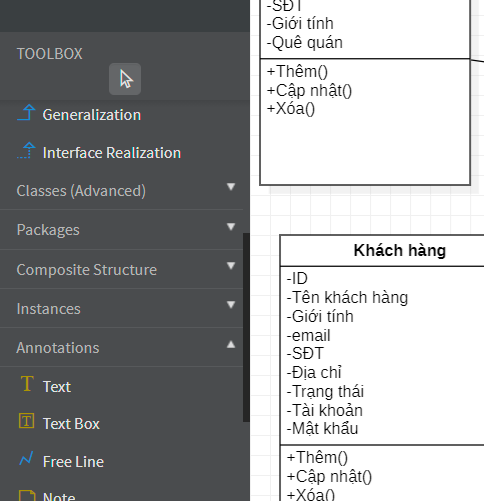 TOOLBOX
Generalization
Interface Realization
Classes (Advanced)
Packages
Composite Structure
Instances
Annotations
Text
Text Box
Free Line
Note
-SĐT
-Giới tính
-Quê quán
+Thêm()
+Cập nhật()
+Xóa()
Khách hàng
-ID
-Tên khách hàng
-Giới tính
-email
-SĐT
-Địa chỉ
-Trạng thái
-Tài khoản
-Mật khẩu
+Thêm()
+Cập nhật()
+Xóa()